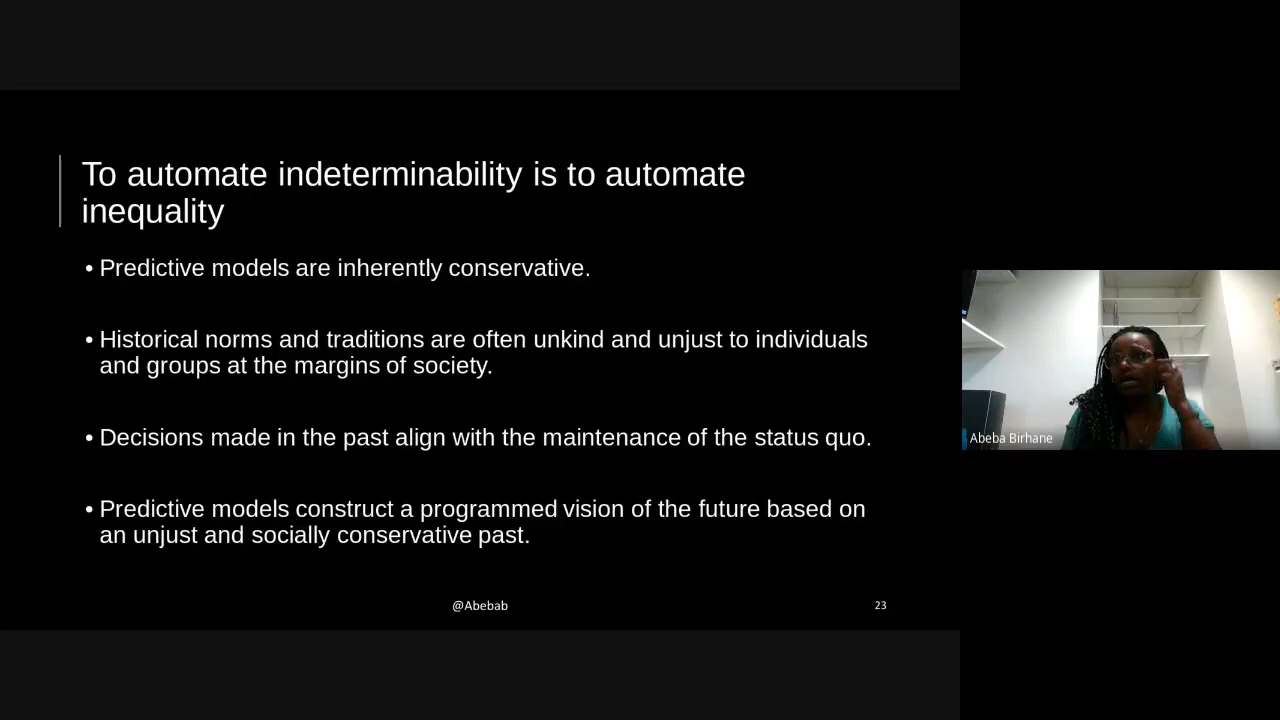 To automate indeterminability is to automate
inequality
• Predictive models are inherently conservative.
• Historical norms and traditions are often unkind and unjust to individuals
and groups at the margins of society.
• Decisions made in the past align with the maintenance of the status quo.
• Predictive models construct a programmed vision of the future based on
an unjust and socially conservative past.
@Abebab
23
Abeba Birhane